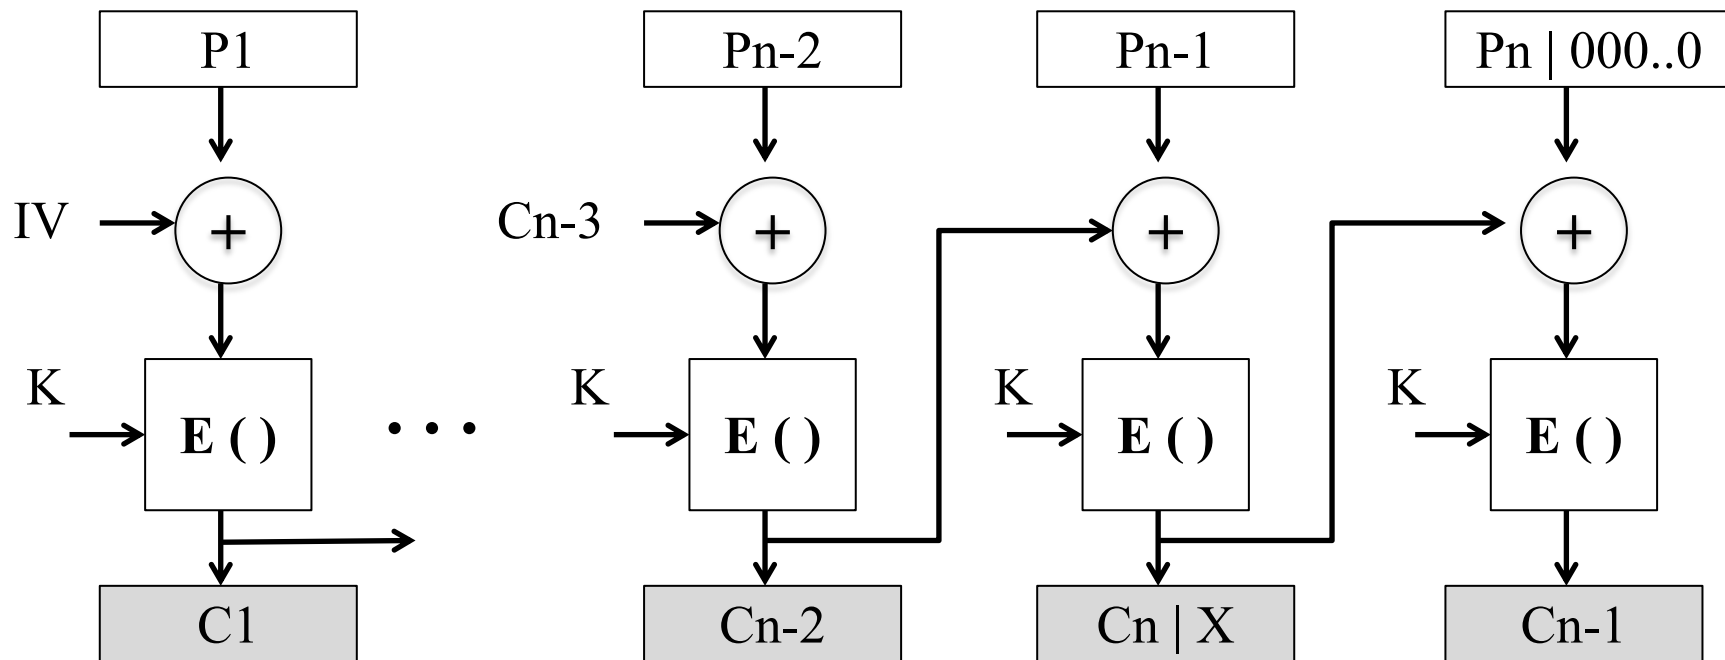 P1 Pn-2 Pn-1 Pn | 000..0
IV + Cn-3 + + +
K K K K
E ( ) . . . E ( ) E ( ) E ( )
C1 Cn-2 Cn | X Cn-1